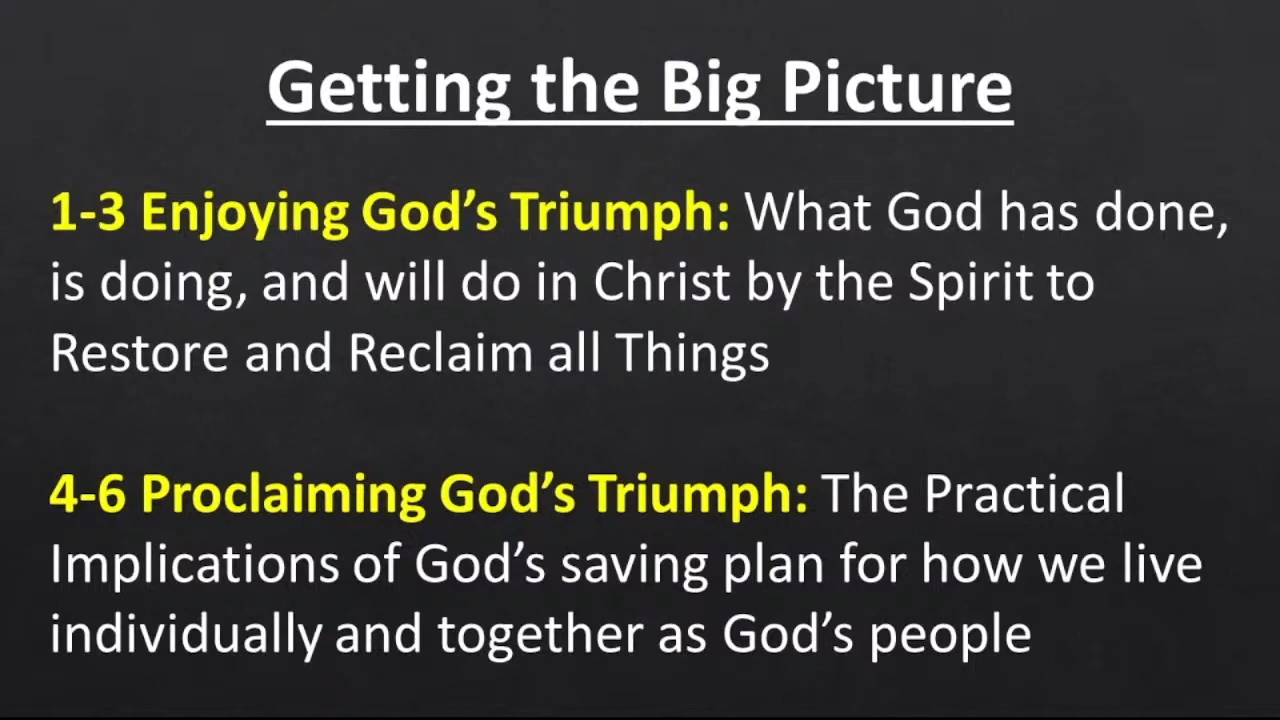 Getting the Big Picture
1-3 Enjoying God’s Triumph: What God has done,
is doing, and will do in Christ by the Spirit to
Restore and Reclaim all Things
4-6 Proclaiming God’s Triumph: The Practical
Implications of God’s saving plan for how we live
individually and together as God’s people